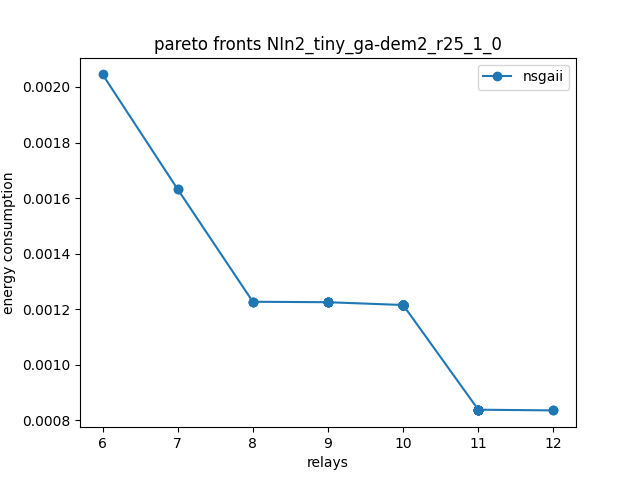 pareto fronts NIn2_tiny_ga-dem2_r25_1_0
nsgaii
energy consumption
0.0020
0.0018
0.0016
0.0014
0.0012
0.0010
0.0008
6 7 8 9 10 11 12
relays